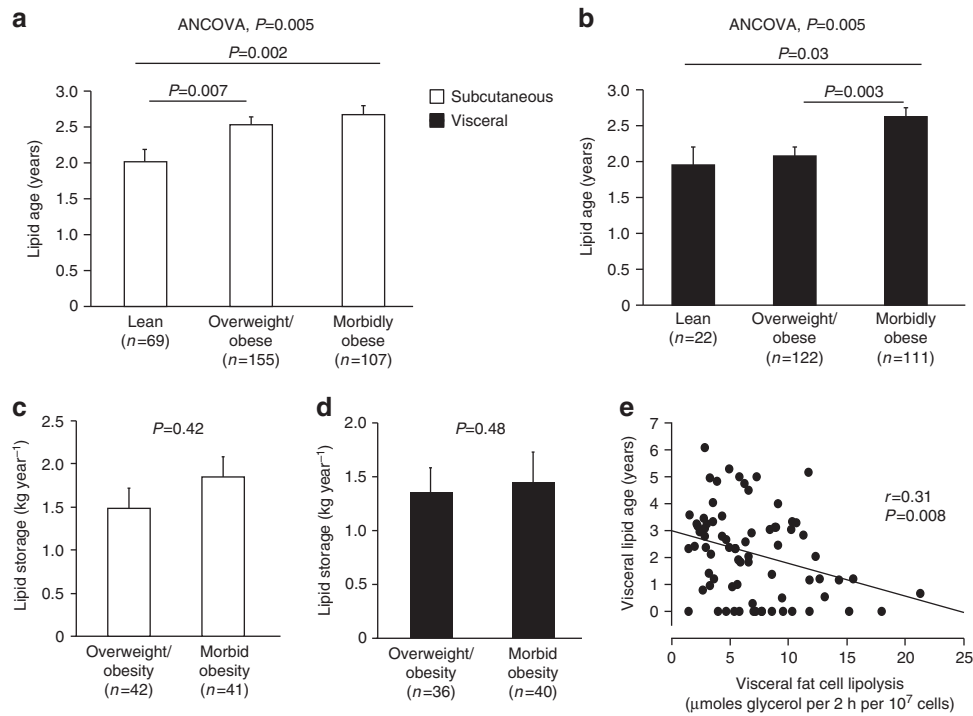 a
ANCOVA, P=0.005
P=0.002
P=0.007
Subcutaneous
Visceral
Lipid age (years)
3.0
2.5
2.0
1.5
1.0
0.5
0
Lean
(n=69)
Overweight/
obese
(n=155)
Morbidly
obese
(n=107)
b
ANCOVA, P=0.005
P=0.03
P=0.003
Lipid age (years)
3.0
2.5
2.0
1.5
1.0
0.5
0
Lean
(n=22)
Overweight/
obese
(n=122)
Morbidly
obese
(n=111)
c
P=0.42
Lipid storage (kg year⁻¹)
2.5
2.0
1.5
1.0
0.5
0
Overweight/
obesity
(n=42)
Morbid
obesity
(n=41)
d
P=0.48
Lipid storage (kg year⁻¹)
2.0
1.5
1.0
0.5
0
Overweight/
obesity
(n=36)
Morbid
obesity
(n=40)
e
r=0.31
P=0.008
Visceral lipid age (years)
7
6
5
4
3
2
1
0
0 5 10 15 20 25
Visceral fat cell lipolysis
(μmoles glycerol per 2 h per 10⁷ cells)